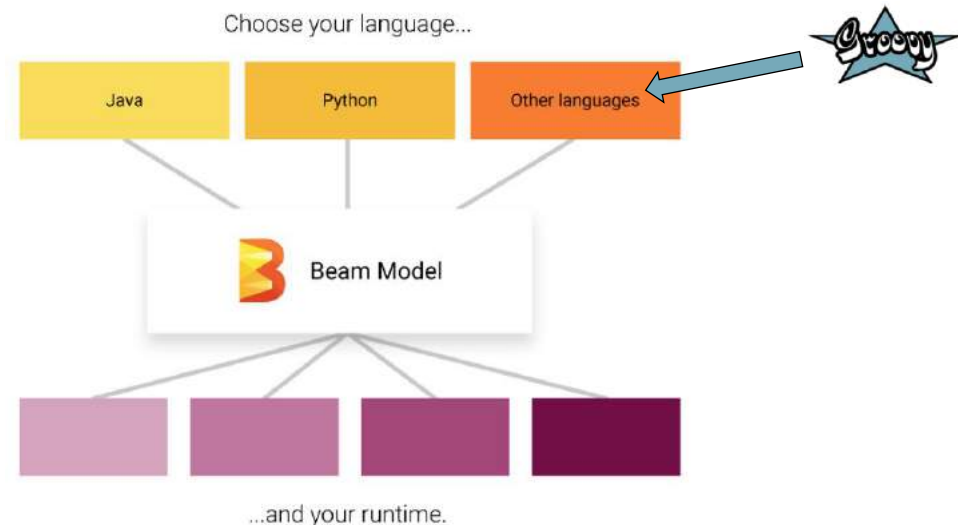 Choose your language...
Groovy
Java
Python
Other languages
Beam Model
...and your runtime.